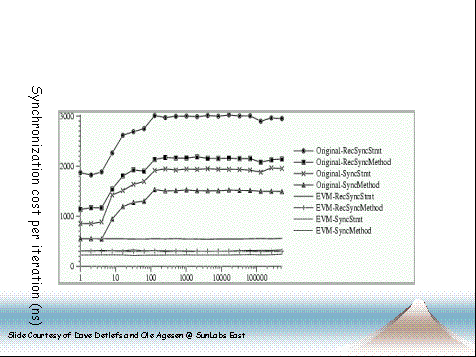 Synchronization cost per iteration (ns)
3000
2000
1000
0
1 10 100 1000 10000 100000
Original-RecSyncStmt
Original-RecSyncMethod
Original-SyncStmt
Original-SyncMethod
EVM-RecSyncStmt
EVM-RecSyncMethod
EVM-SyncStmt
EVM-SyncMethod
Slide Courtesy of Dave Detlefs and Ole Agesen @ SunLabs East